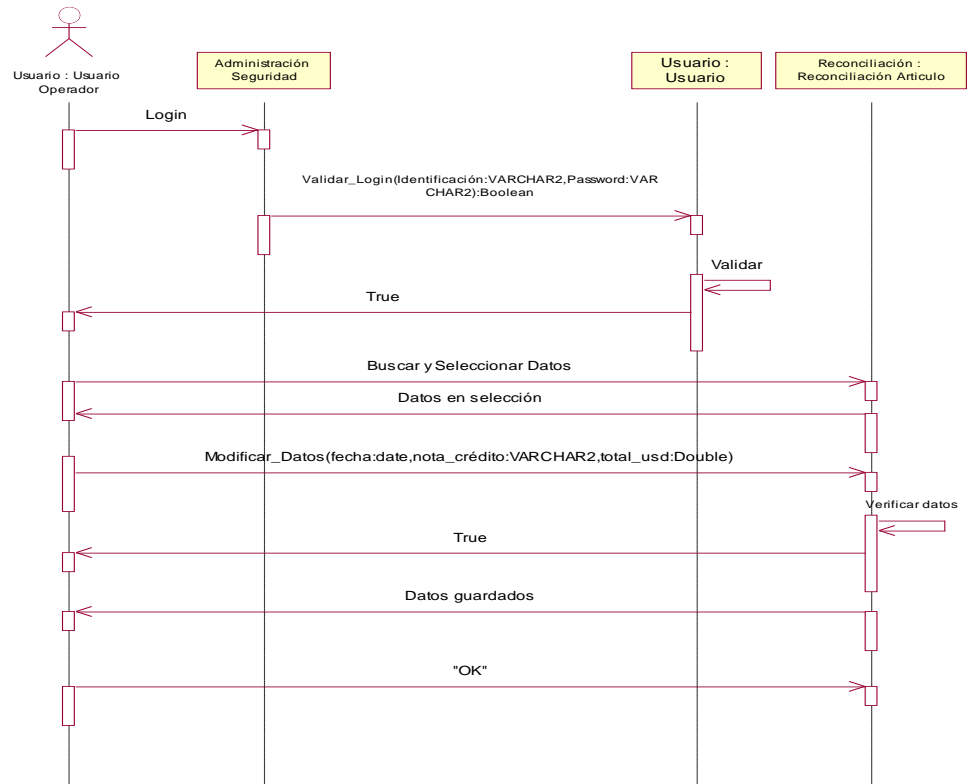 Usuario : Usuario
Operador
Administración
Seguridad
Usuario :
Usuario
Reconciliación :
Reconciliación Articulo
Login
Validar_Login(Identificación:VARCHAR2,Password:VAR
CHAR2):Boolean
Validar
True
Buscar y Seleccionar Datos
Datos en selección
Modificar_Datos(fecha:date,nota_crédito:VARCHAR2,total_usd:Double)
Verificar datos
True
Datos guardados
"OK"